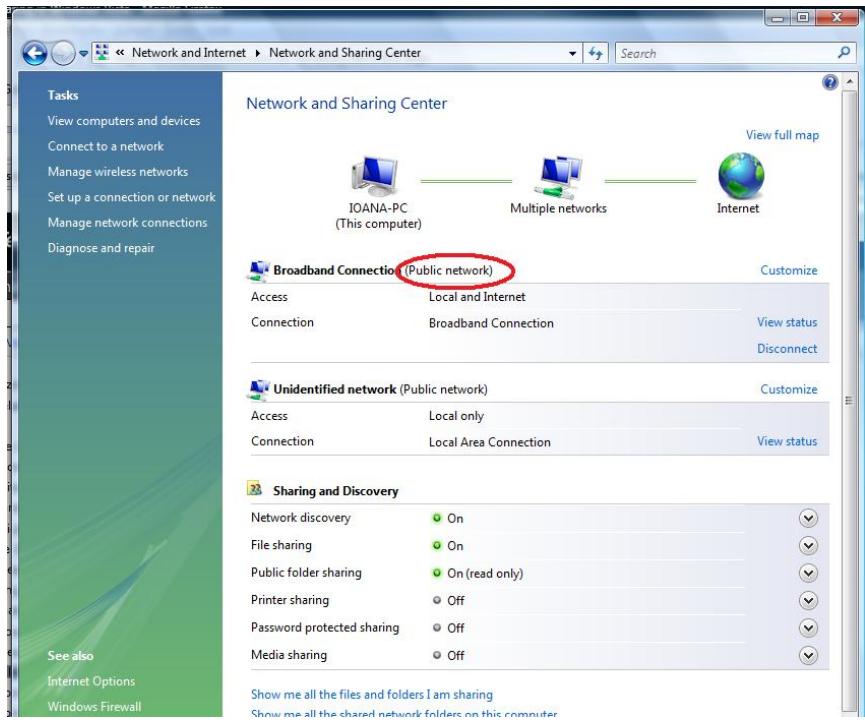 « Network and Internet ▸ Network and Sharing Center
Search
Tasks
View computers and devices
Connect to a network
Manage wireless networks
Set up a connection or network
Manage network connections
Diagnose and repair
See also
Internet Options
Windows Firewall
Network and Sharing Center
View full map
IOANA-PC
(This computer)
Multiple networks
Internet
Broadband Connection (Public network) Customize
Access Local and Internet
Connection Broadband Connection View status
Disconnect
Unidentified network (Public network) Customize
Access Local only
Connection Local Area Connection View status
Sharing and Discovery
Network discovery On
File sharing On
Public folder sharing On (read only)
Printer sharing Off
Password protected sharing Off
Media sharing Off
Show me all the files and folders I am sharing
Show me all the shared network folders on this computer